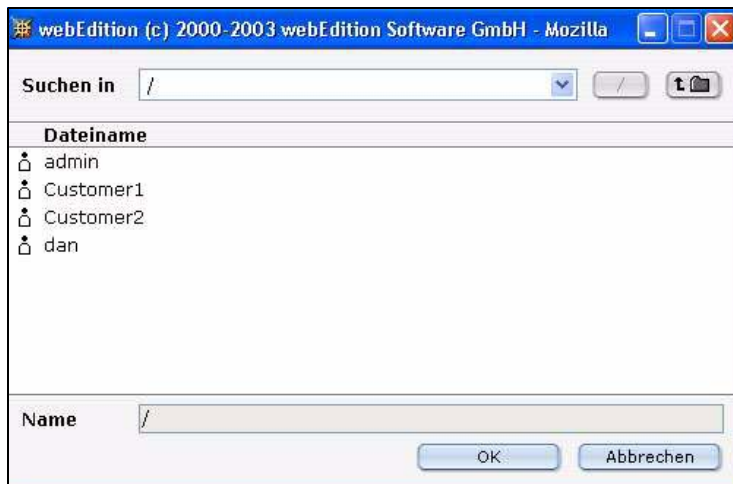 webEdition (c) 2000-2003 webEdition Software GmbH - Mozilla
Suchen in / /
Dateiname
admin
Customer1
Customer2
dan
Name /
OK Abbrechen